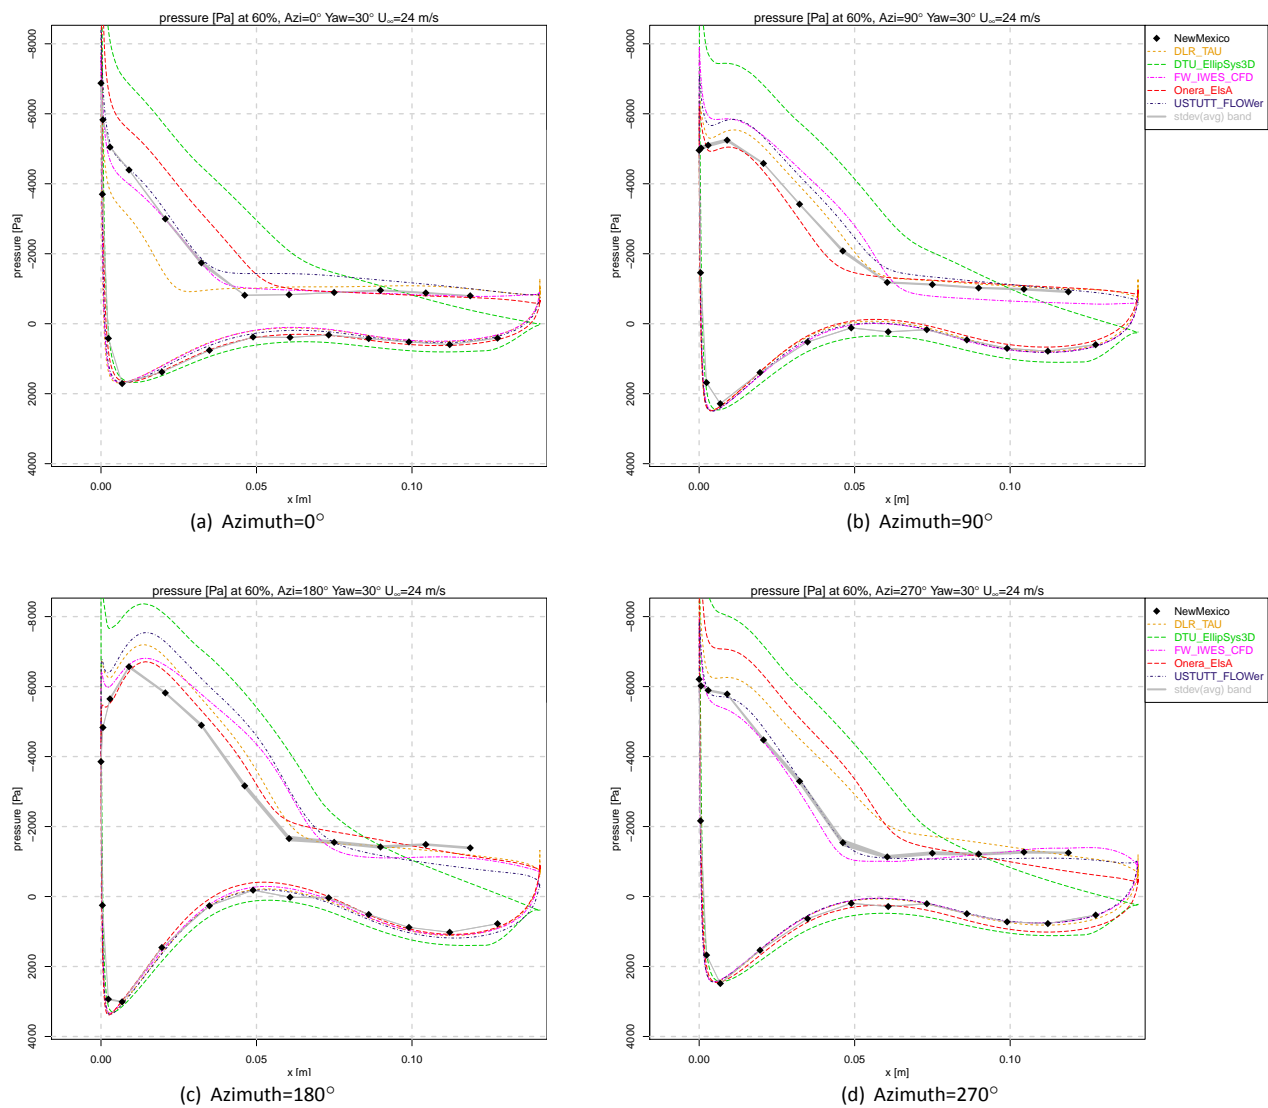 pressure [Pa] at 60%, Azi=0° Yaw=30° U∞=24 m/s
pressure [Pa]
-8000
-6000
-4000
-2000
0
2000
4000
0.00 0.05 0.10
x [m]
(a) Azimuth=0°
pressure [Pa] at 60%, Azi=90° Yaw=30° U∞=24 m/s
pressure [Pa]
-8000
-6000
-4000
-2000
0
2000
4000
0.00 0.05 0.10
x [m]
NewMexico
DLR_TAU
DTU_EllipSys3D
FW_IWES_CFD
Onera_ElsA
USTUTT_FLOWer
stdev(avg) band
(b) Azimuth=90°
pressure [Pa] at 60%, Azi=180° Yaw=30° U∞=24 m/s
pressure [Pa]
-8000
-6000
-4000
-2000
0
2000
4000
0.00 0.05 0.10
x [m]
(c) Azimuth=180°
pressure [Pa] at 60%, Azi=270° Yaw=30° U∞=24 m/s
pressure [Pa]
-8000
-6000
-4000
-2000
0
2000
4000
0.00 0.05 0.10
x [m]
NewMexico
DLR_TAU
DTU_EllipSys3D
FW_IWES_CFD
Onera_ElsA
USTUTT_FLOWer
stdev(avg) band
(d) Azimuth=270°